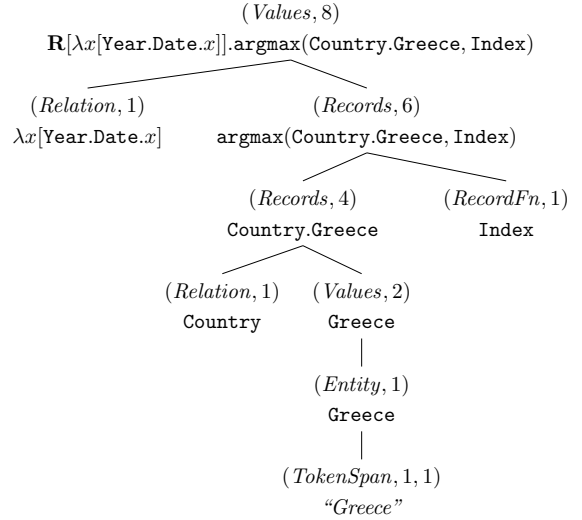 (Values, 8)
R[λx[Year.Date.x]].argmax(Country.Greece, Index)
(Relation, 1) (Records, 6)
λx[Year.Date.x] argmax(Country.Greece, Index)
(Records, 4) (RecordFn, 1)
Country.Greece Index
(Relation, 1) (Values, 2)
Country Greece
(Entity, 1)
Greece
(TokenSpan, 1, 1)
“Greece”